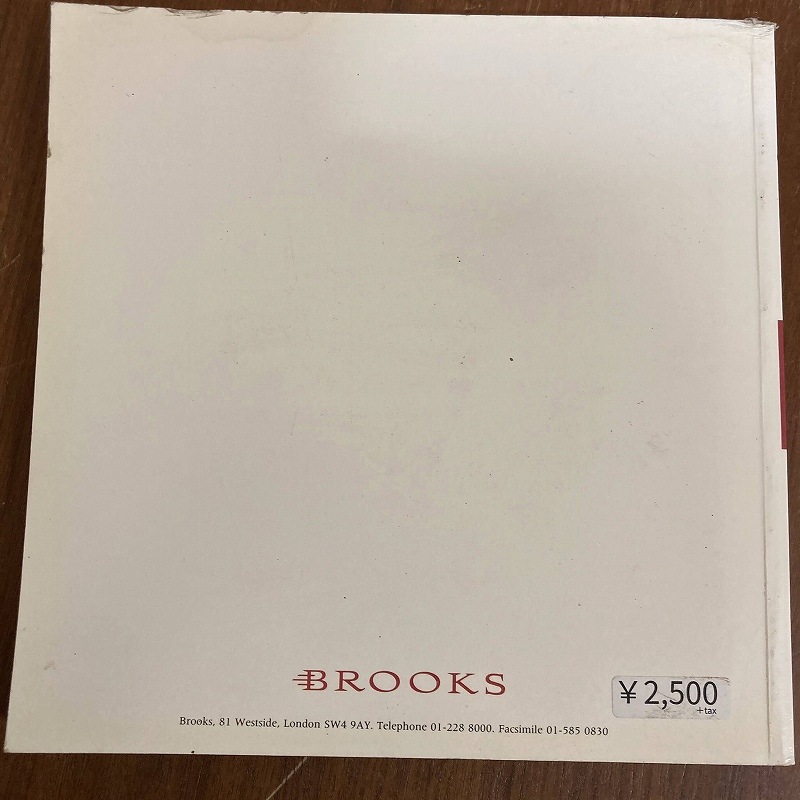 BROOKS
Brooks, 81 Westside, London SW4 9AY. Telephone 01-228 8000. Facsimile 01-585 0830
¥2,500
+tax